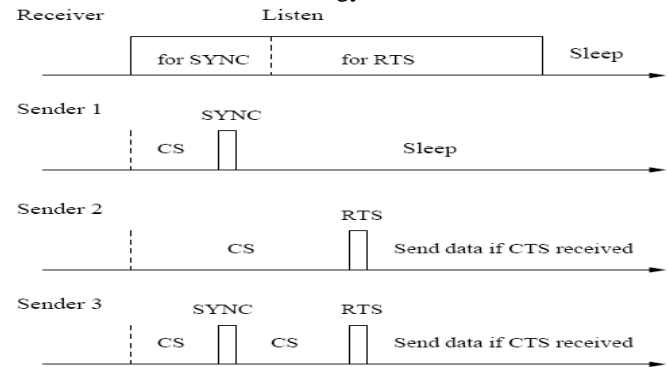 Receiver Listen
for SYNC for RTS Sleep
Sender 1
SYNC
CS Sleep
Sender 2
RTS
CS Send data if CTS received
Sender 3
SYNC RTS
CS CS Send data if CTS received